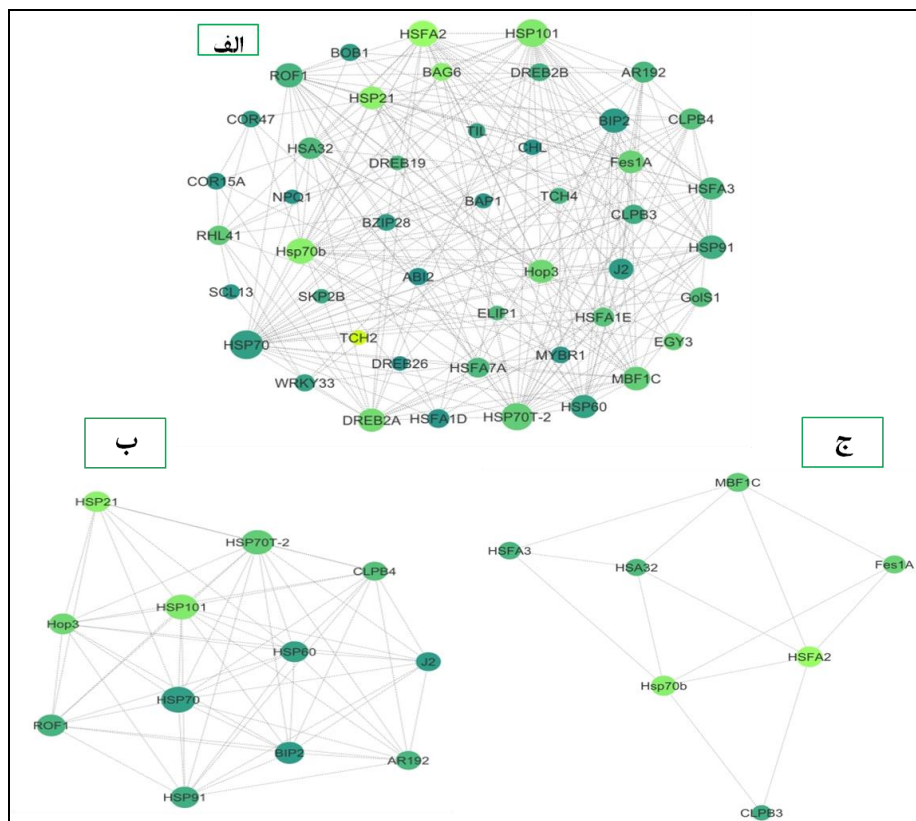 الف
HSFA2
HSP101
BOB1
BAG6
DREB2B
AR192
ROF1
HSP21
COR47
TIL
BIP2
CLPB4
HSA32
CHL
DREB19
Fes1A
COR15A
NPQ1
BAP1
TCH4
HSFA3
CLPB3
RHL41
BZIP28
Hsp70b
HSP91
ABI2
Hop3
J2
SCL13
SKP2B
GolS1
ELIP1
HSFA1E
HSP70
TCH2
EGY3
DREB26
MYBR1
WRKY33
HSFA7A
MBF1C
DREB2A
HSFA1D
HSP70T-2
HSP60
ب
HSP21
HSP70T-2
CLPB4
HSP101
Hop3
HSP60
J2
HSP70
ROF1
BIP2
AR192
HSP91
ج
MBF1C
HSFA3
HSA32
Fes1A
HSFA2
Hsp70b
CLPB3